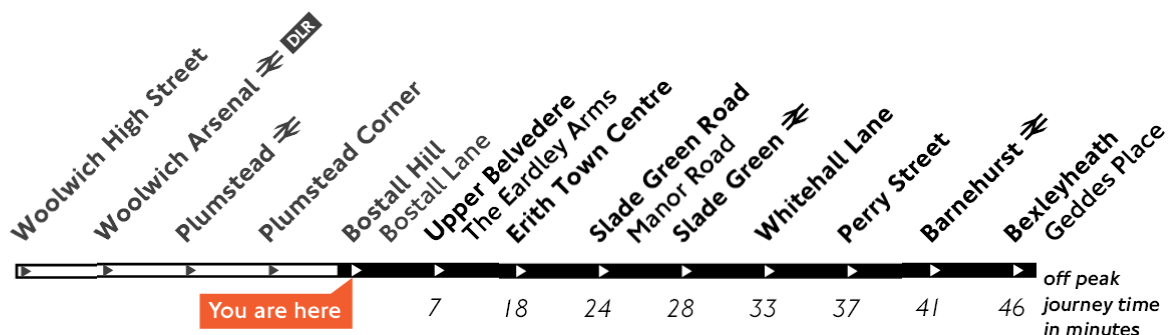 Woolwich High Street
Woolwich Arsenal DLR
Plumstead
Plumstead Corner
Bostall Hill
Bostall Lane
Upper Belvedere
The Eardley Arms
Erith Town Centre
Slade Green Road
Manor Road
Slade Green
Whitehall Lane
Perry Street
Barnehurst
Bexleyheath
Geddes Place
You are here
7 18 24 28 33 37 41 46
off peak
journey time
in minutes